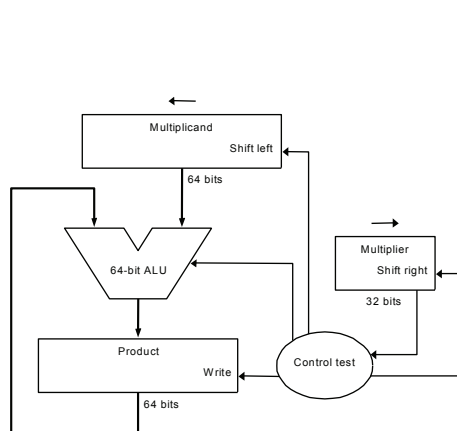 Multiplicand
Shift left
64 bits
64-bit ALU
Multiplier
Shift right
32 bits
Product
Write
Control test
64 bits